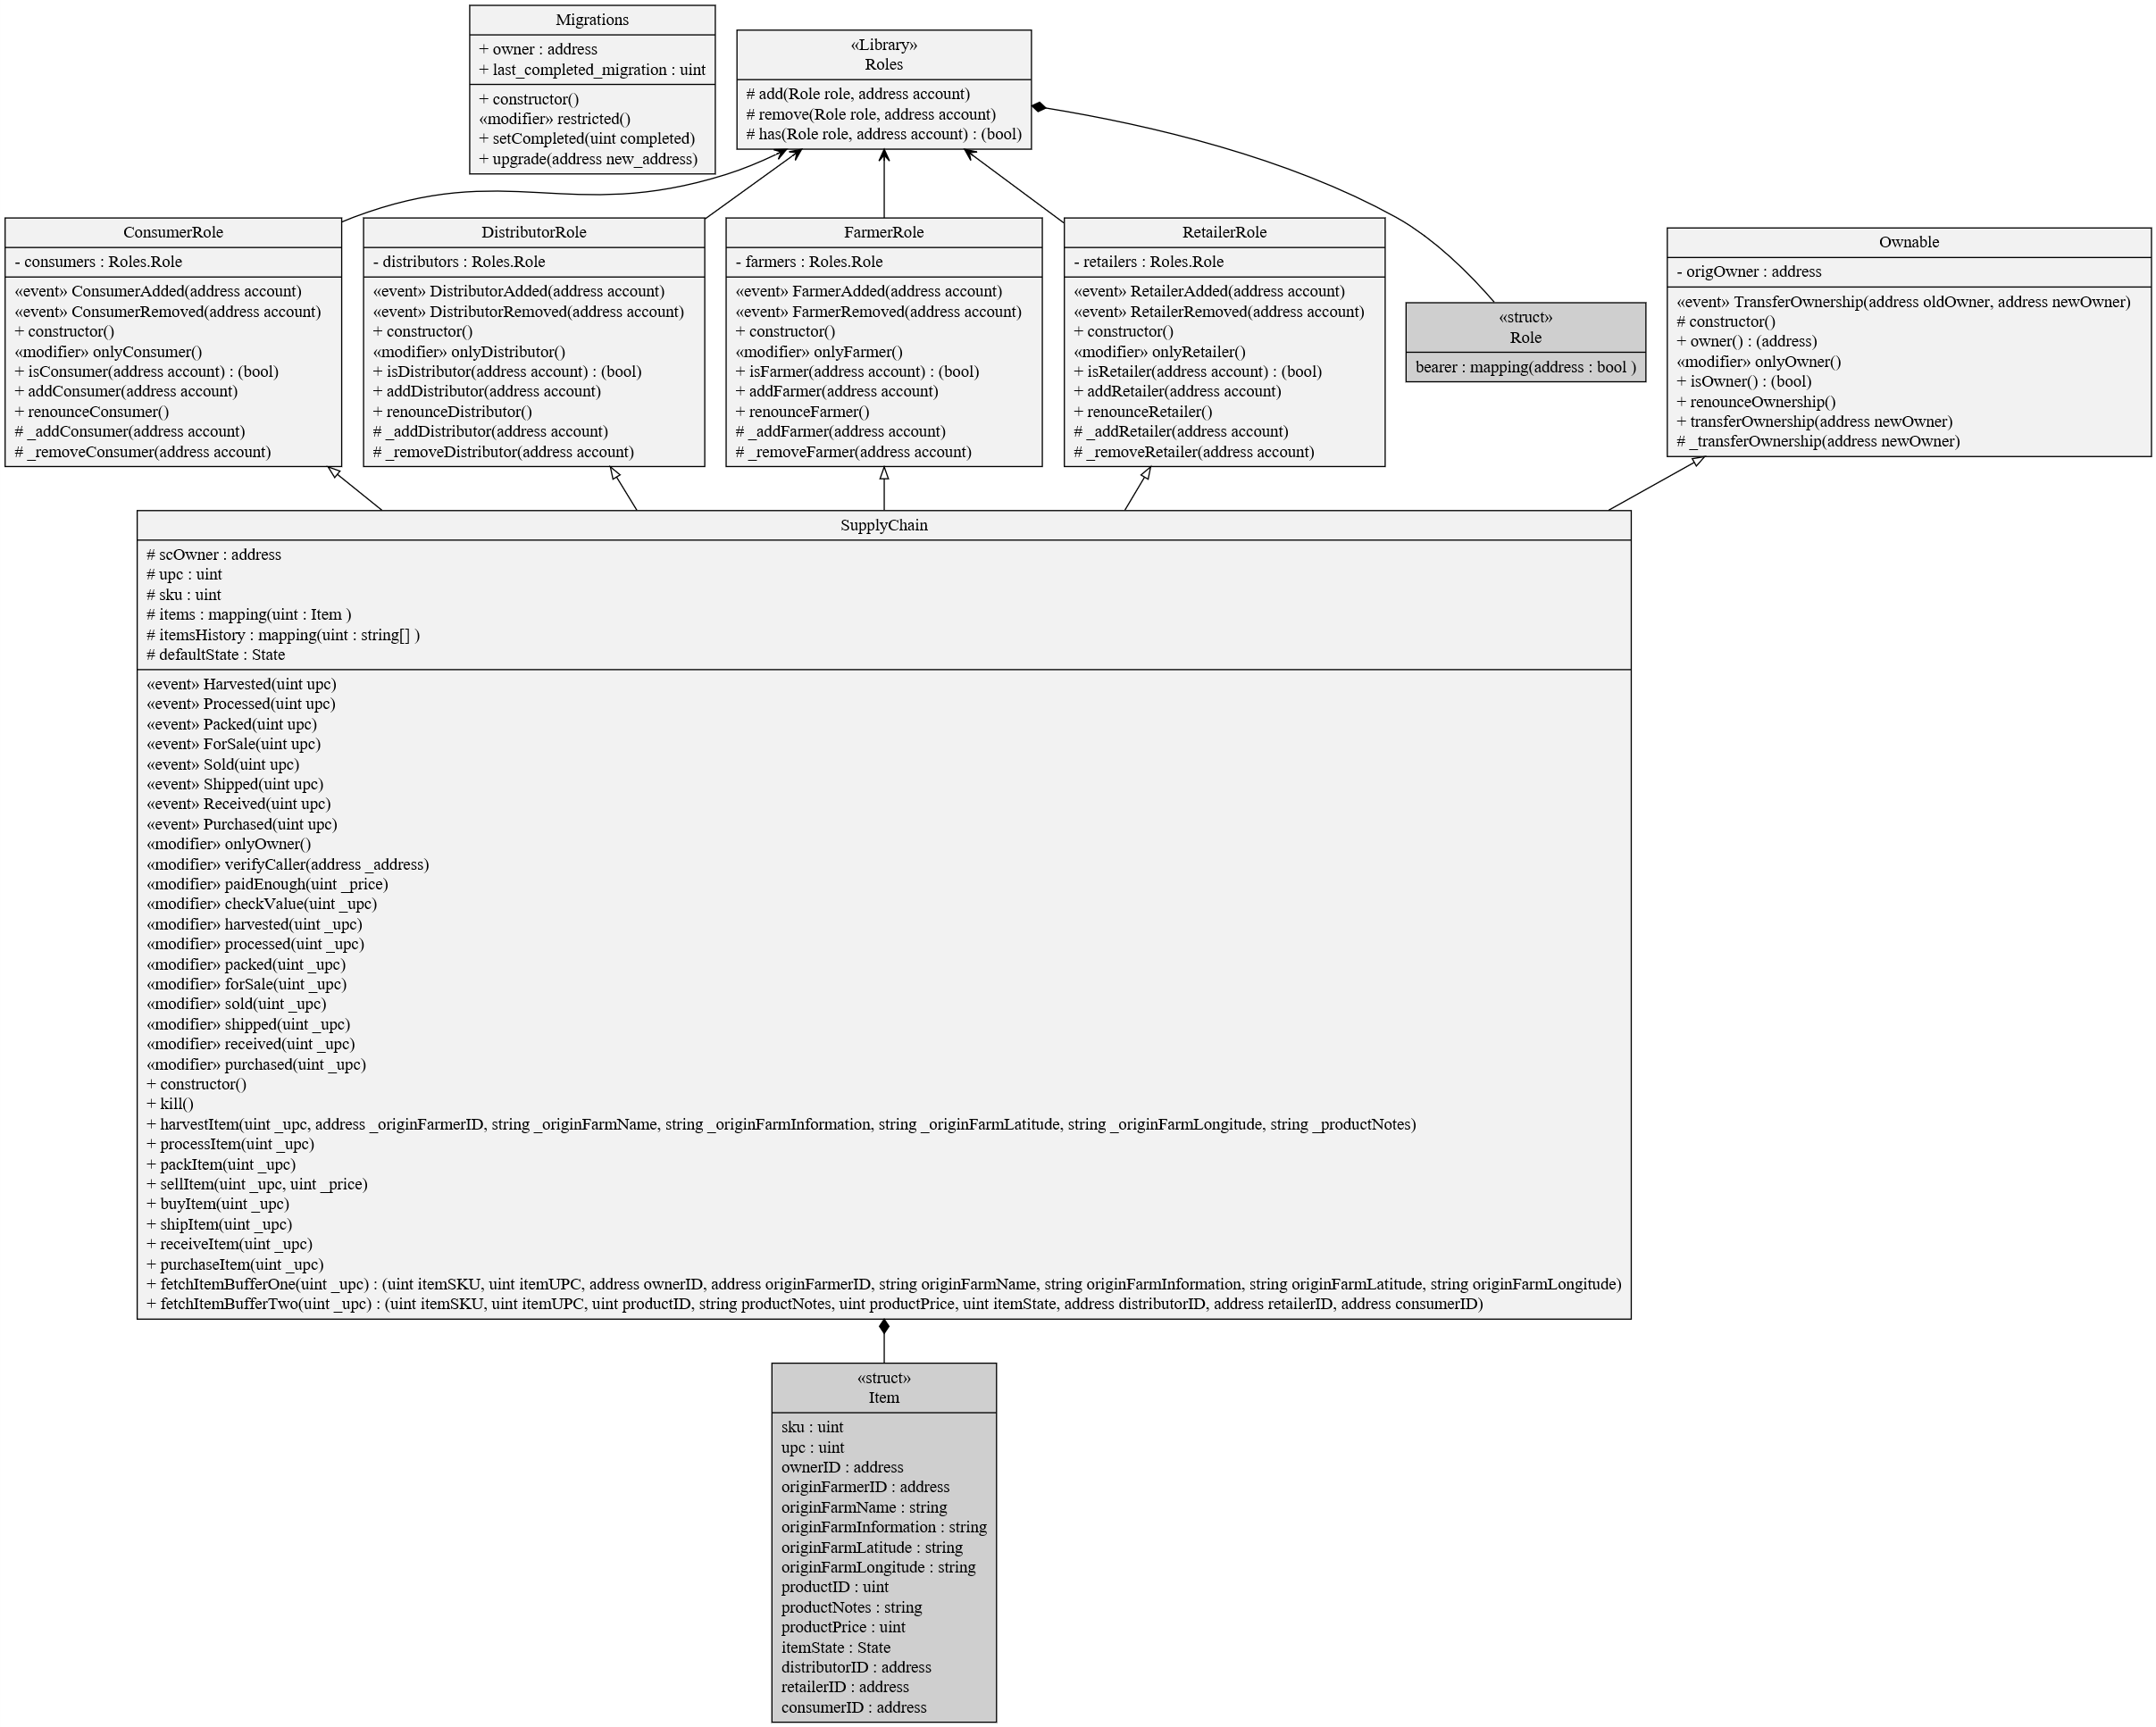 Migrations
+ owner : address
+ last_completed_migration : uint
+ constructor()
«modifier» restricted()
+ setCompleted(uint completed)
+ upgrade(address new_address)
«Library»
Roles
# add(Role role, address account)
# remove(Role role, address account)
# has(Role role, address account) : (bool)
ConsumerRole
- consumers : Roles.Role
«event» ConsumerAdded(address account)
«event» ConsumerRemoved(address account)
+ constructor()
«modifier» onlyConsumer()
+ isConsumer(address account) : (bool)
+ addConsumer(address account)
+ renounceConsumer()
# _addConsumer(address account)
# _removeConsumer(address account)
DistributorRole
- distributors : Roles.Role
«event» DistributorAdded(address account)
«event» DistributorRemoved(address account)
+ constructor()
«modifier» onlyDistributor()
+ isDistributor(address account) : (bool)
+ addDistributor(address account)
+ renounceDistributor()
# _addDistributor(address account)
# _removeDistributor(address account)
FarmerRole
- farmers : Roles.Role
«event» FarmerAdded(address account)
«event» FarmerRemoved(address account)
+ constructor()
«modifier» onlyFarmer()
+ isFarmer(address account) : (bool)
+ addFarmer(address account)
+ renounceFarmer()
# _addFarmer(address account)
# _removeFarmer(address account)
RetailerRole
- retailers : Roles.Role
«event» RetailerAdded(address account)
«event» RetailerRemoved(address account)
+ constructor()
«modifier» onlyRetailer()
+ isRetailer(address account) : (bool)
+ addRetailer(address account)
+ renounceRetailer()
# _addRetailer(address account)
# _removeRetailer(address account)
«struct»
Role
bearer : mapping(address : bool )
Ownable
- origOwner : address
«event» TransferOwnership(address oldOwner, address newOwner)
# constructor()
+ owner() : (address)
«modifier» onlyOwner()
+ isOwner() : (bool)
+ renounceOwnership()
+ transferOwnership(address newOwner)
# _transferOwnership(address newOwner)
SupplyChain
# scOwner : address
# upc : uint
# sku : uint
# items : mapping(uint : Item )
# itemsHistory : mapping(uint : string[] )
# defaultState : State
«event» Harvested(uint upc)
«event» Processed(uint upc)
«event» Packed(uint upc)
«event» ForSale(uint upc)
«event» Sold(uint upc)
«event» Shipped(uint upc)
«event» Received(uint upc)
«event» Purchased(uint upc)
«modifier» onlyOwner()
«modifier» verifyCaller(address _address)
«modifier» paidEnough(uint _price)
«modifier» checkValue(uint _upc)
«modifier» harvested(uint _upc)
«modifier» processed(uint _upc)
«modifier» packed(uint _upc)
«modifier» forSale(uint _upc)
«modifier» sold(uint _upc)
«modifier» shipped(uint _upc)
«modifier» received(uint _upc)
«modifier» purchased(uint _upc)
+ constructor()
+ kill()
+ harvestItem(uint _upc, address _originFarmerID, string _originFarmName, string _originFarmInformation, string _originFarmLatitude, string _originFarmLongitude, string _productNotes)
+ processItem(uint _upc)
+ packItem(uint _upc)
+ sellItem(uint _upc, uint _price)
+ buyItem(uint _upc)
+ shipItem(uint _upc)
+ receiveItem(uint _upc)
+ purchaseItem(uint _upc)
+ fetchItemBufferOne(uint _upc) : (uint itemSKU, uint itemUPC, address ownerID, address originFarmerID, string originFarmName, string originFarmInformation, string originFarmLatitude, string originFarmLongitude)
+ fetchItemBufferTwo(uint _upc) : (uint itemSKU, uint itemUPC, uint productID, string productNotes, uint productPrice, uint itemState, address distributorID, address retailerID, address consumerID)
«struct»
Item
sku : uint
upc : uint
ownerID : address
originFarmerID : address
originFarmName : string
originFarmInformation : string
originFarmLatitude : string
originFarmLongitude : string
productID : uint
productNotes : string
productPrice : uint
itemState : State
distributorID : address
retailerID : address
consumerID : address